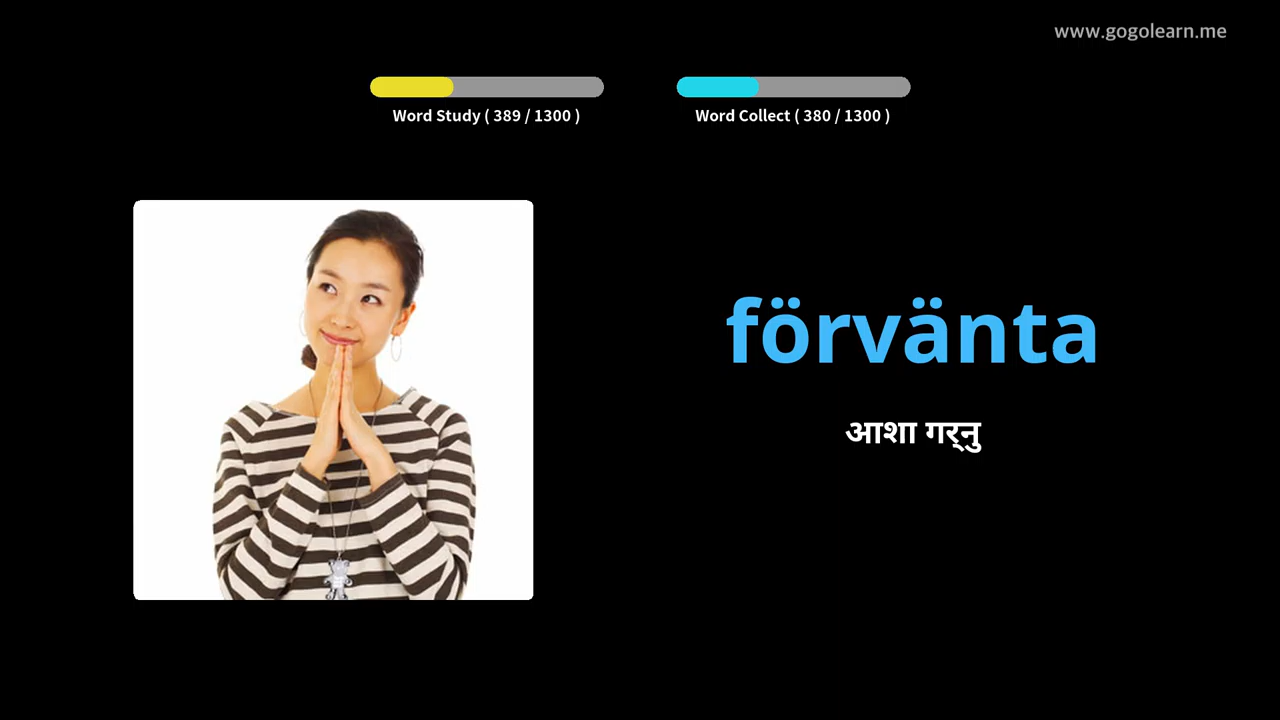 www.gogolearn.me
Word Study ( 389 / 1300 )
Word Collect ( 380 / 1300 )
förvänta
आशा गर्‍नु